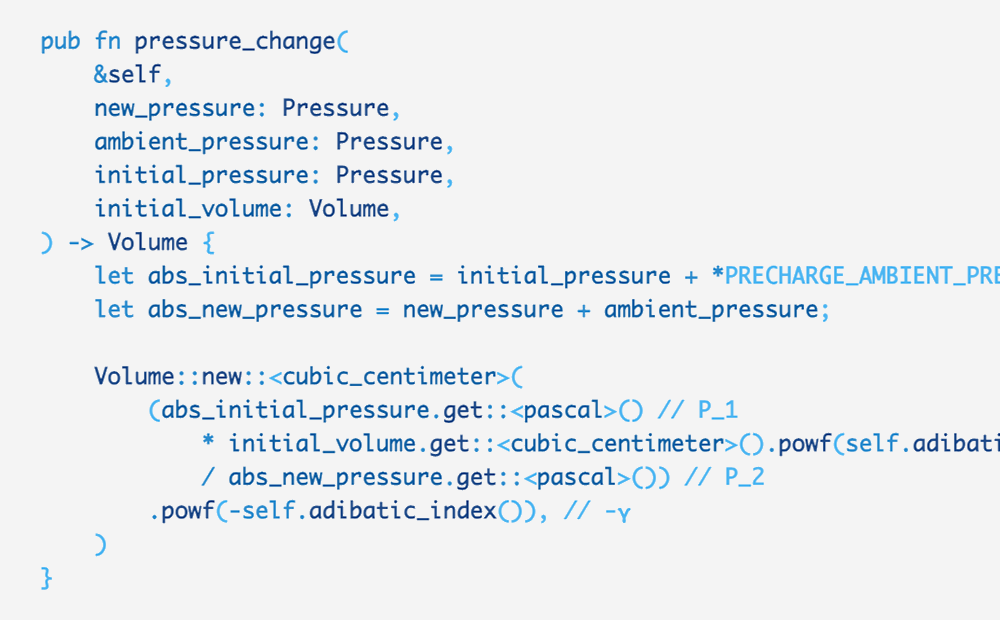 pub fn pressure_change(
    &self,
    new_pressure: Pressure,
    ambient_pressure: Pressure,
    initial_pressure: Pressure,
    initial_volume: Volume,
) -> Volume {
    let abs_initial_pressure = initial_pressure + *PRECHARGE_AMBIENT_PRE
    let abs_new_pressure = new_pressure + ambient_pressure;
    Volume::new::<cubic_centimeter>(
        (abs_initial_pressure.get::<pascal>() // P_1
            * initial_volume.get::<cubic_centimeter>().powf(self.adibati
            / abs_new_pressure.get::<pascal>()) // P_2
        .powf(-self.adibatic_index()), // -γ
    )
}